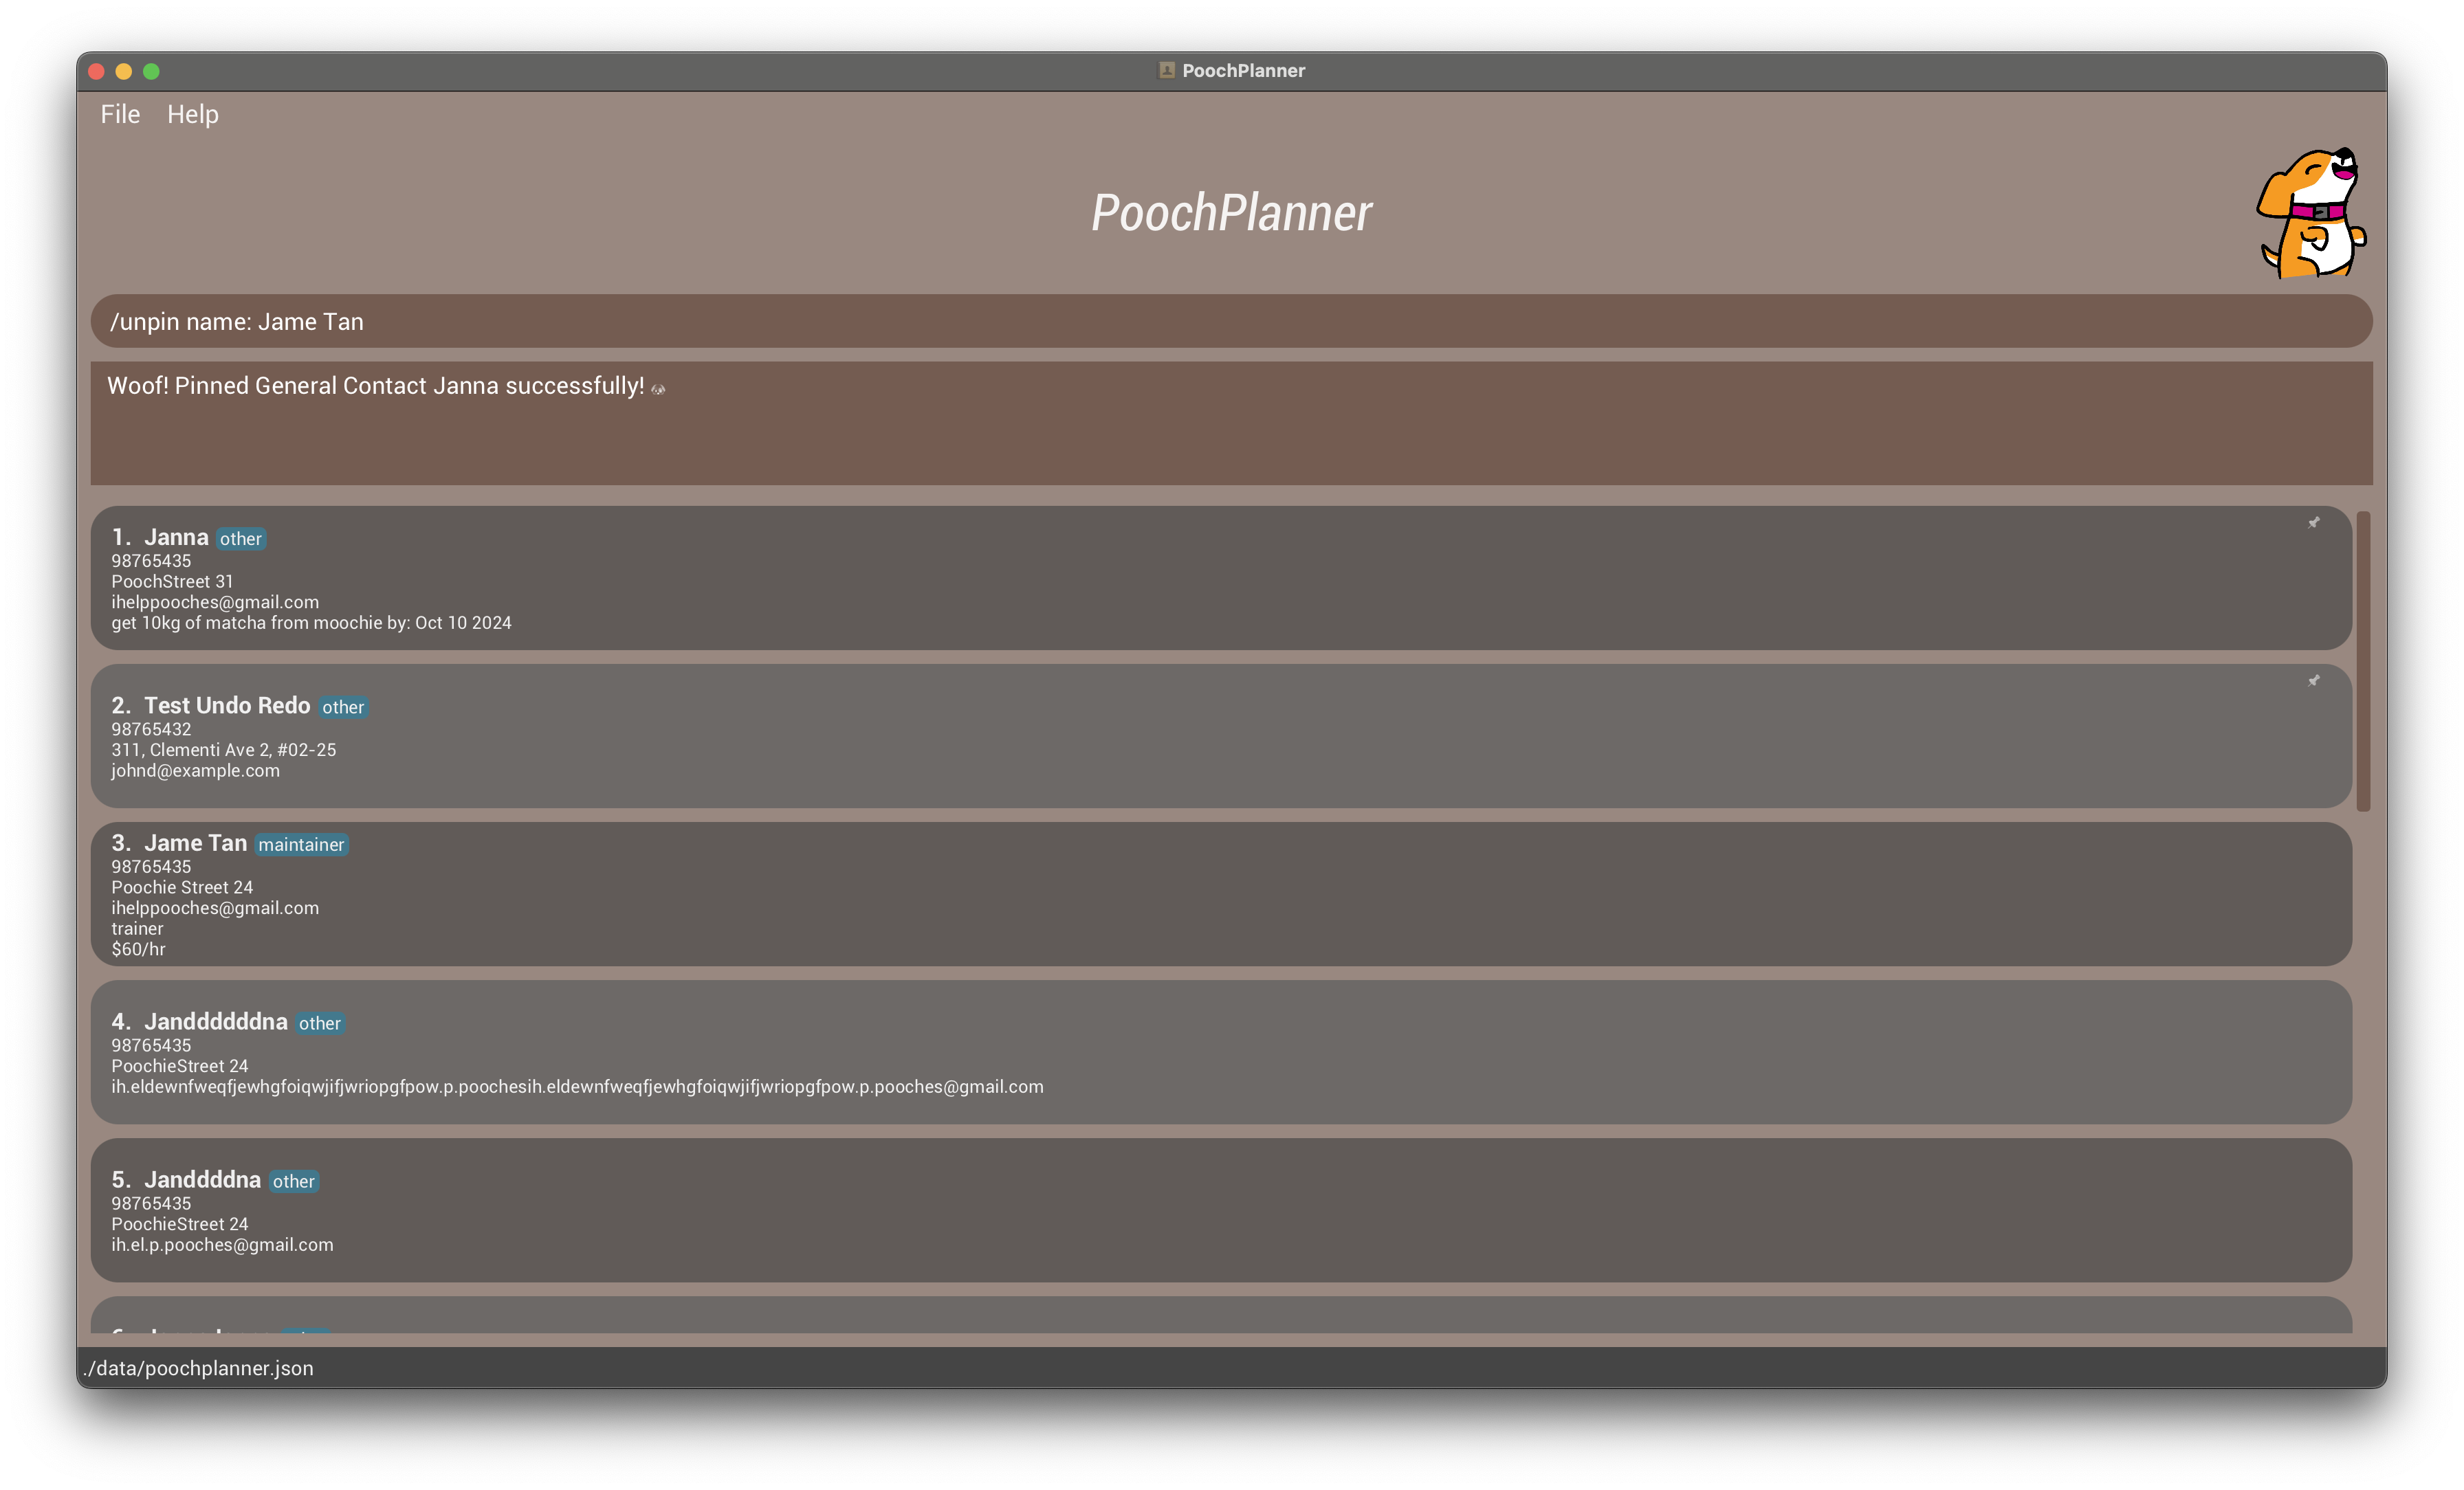 PoochPlanner
File Help
PoochPlanner
/unpin name: Jame Tan
Woof! Pinned General Contact Janna successfully!
1. Janna other
98765435
PoochStreet 31
ihelppooches@gmail.com
get 10kg of matcha from moochie by: Oct 10 2024
2. Test Undo Redo other
98765432
311, Clementi Ave 2, #02-25
johnd@example.com
3. Jame Tan maintainer
98765435
Poochie Street 24
ihelppooches@gmail.com
trainer
$60/hr
4. Janddddddna other
98765435
PoochieStreet 24
ih.eldewnfweqfjewhgfoiqwjifjwriopgfpow.p.poochesih.eldewnfweqfjewhgfoiqwjifjwriopgfpow.p.pooches@gmail.com
5. Janddddna other
98765435
PoochieStreet 24
ih.el.p.pooches@gmail.com
./data/poochplanner.json